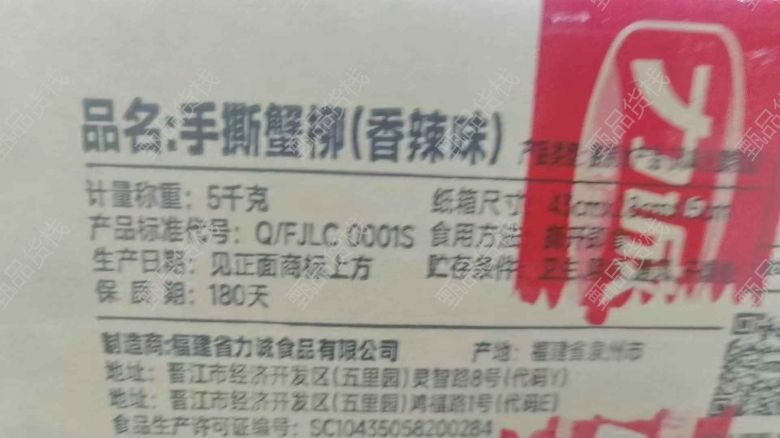 品名:手撕蟹柳(香辣味)
计量称重: 5千克 纸箱尺寸:
产品标准代号: Q/FJLC 0001S 食用方法:
生产日期: 见正面商标上方 贮存条件:
保 质 期: 180天
制造商:福建省力诚食品有限公司 产地: 福建省泉州市
地址: 晋江市经济开发区(五里园)灵智路8号(代码Y)
地址: 晋江市经济开发区(五里园)鸿福路1号(代码E)
食品生产许可证编号: SC10435058200284
甄品货栈